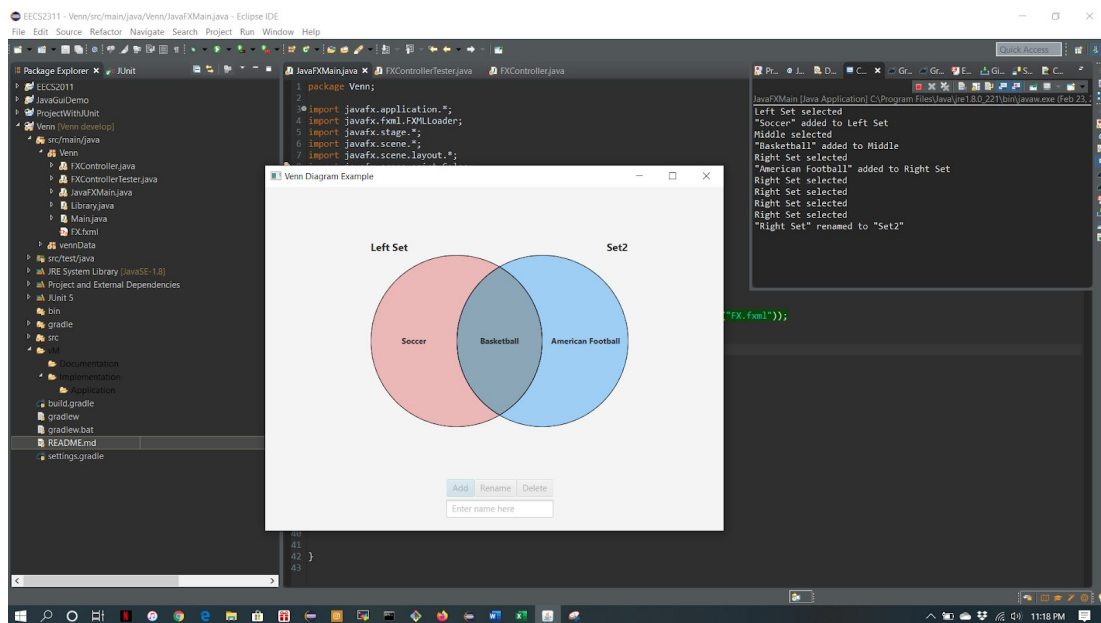 EECS2311 - Venn/src/main/java/Venn/JavaFXMain.java - Eclipse IDE
File Edit Source Refactor Navigate Search Project Run Window Help
Quick Access
Package Explorer JUnit
EECS2311
JavaGuiDemo
ProjectWithJUnit
Venn [Venn develop]
src/main/java
Venn
FXController.java
FXControllerTester.java
JavaFXMain.java
Library.java
Main.java
FX.fxml
vennData
src/test/java
JRE System Library [JavaSE-1.8]
Project and External Dependencies
JUnit 5
bin
gradle
src
vM
Documentation
Implementation
Application
build.gradle
gradlew
gradlew.bat
README.md
settings.gradle
JavaFXMain.java FXControllerTester.java FXController.java
1 package Venn;
2
3 import javafx.application.*;
4 import javafx.fxml.FXMLLoader;
5 import javafx.stage.*;
6 import javafx.scene.*;
7 import javafx.scene.layout.*;
Venn Diagram Example
Left Set
Set2
Soccer
Basketball
American Football
Add Rename Delete
Enter name here
"FX.fxml"));
40
41
42 }
43
Pr... J... D... C... Gr... Gr... E... Gi... S... C...
JavaFXMain [Java Application] C:\Program Files\Java\jre1.8.0_221\bin\javaw.exe (Feb 23, 2
Left Set selected
"Soccer" added to Left Set
Middle selected
"Basketball" added to Middle
Right Set selected
"American Football" added to Right Set
Right Set selected
Right Set selected
Right Set selected
Right Set selected
"Right Set" renamed to "Set2"
11:18 PM